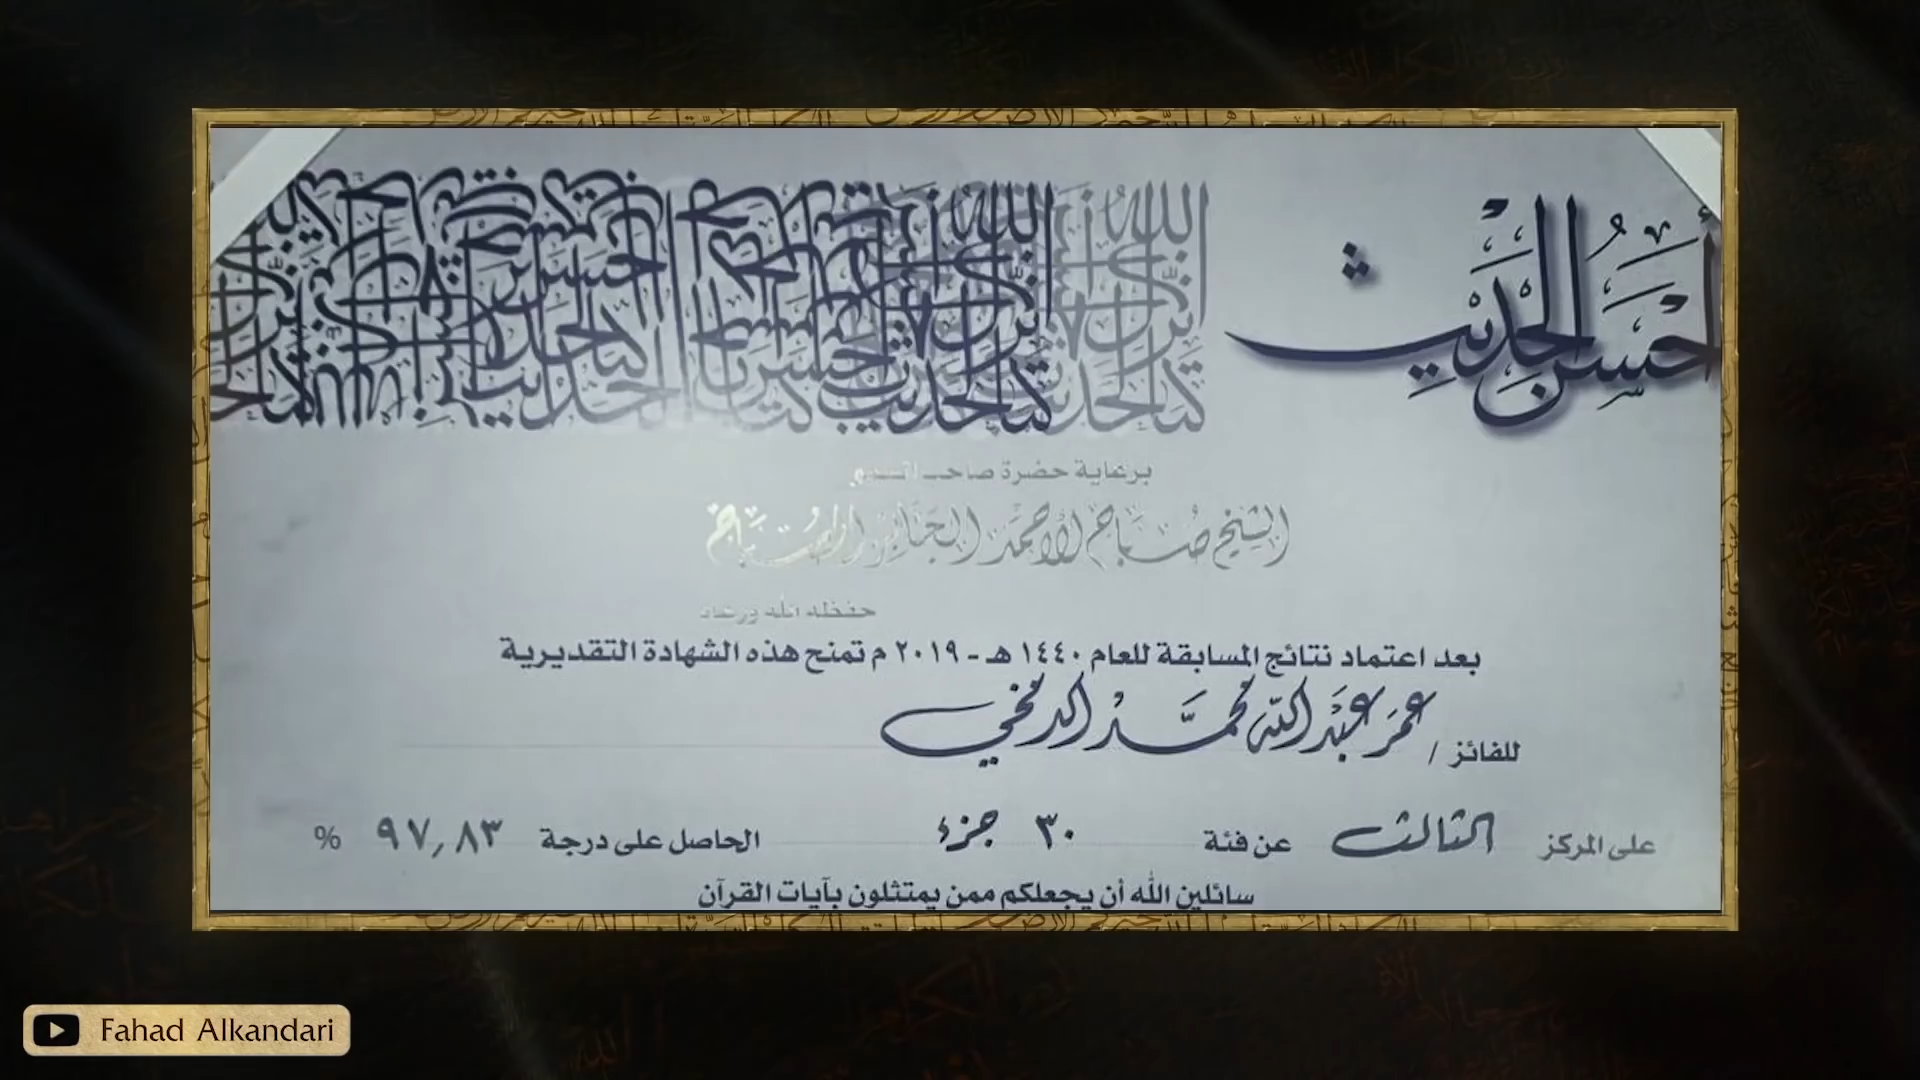 أحسن الحديث
برعاية حضرة صاحب السمو
الشيخ صباح الأحمد الجابر الصباح
حفظه الله ورعاه
بعد اعتماد نتائج المسابقة للعام ١٤٤٠ هـ - ٢٠١٩ م تمنح هذه الشهادة التقديرية
للفائز / عمر عبدالله محمد الدمخي
على المركز الثالث عن فئة ٣٠ جزء الحاصل على درجة ٩٧٫٨٣ %
سائلين الله أن يجعلكم ممن يمتثلون بآيات القرآن
Fahad Alkandari